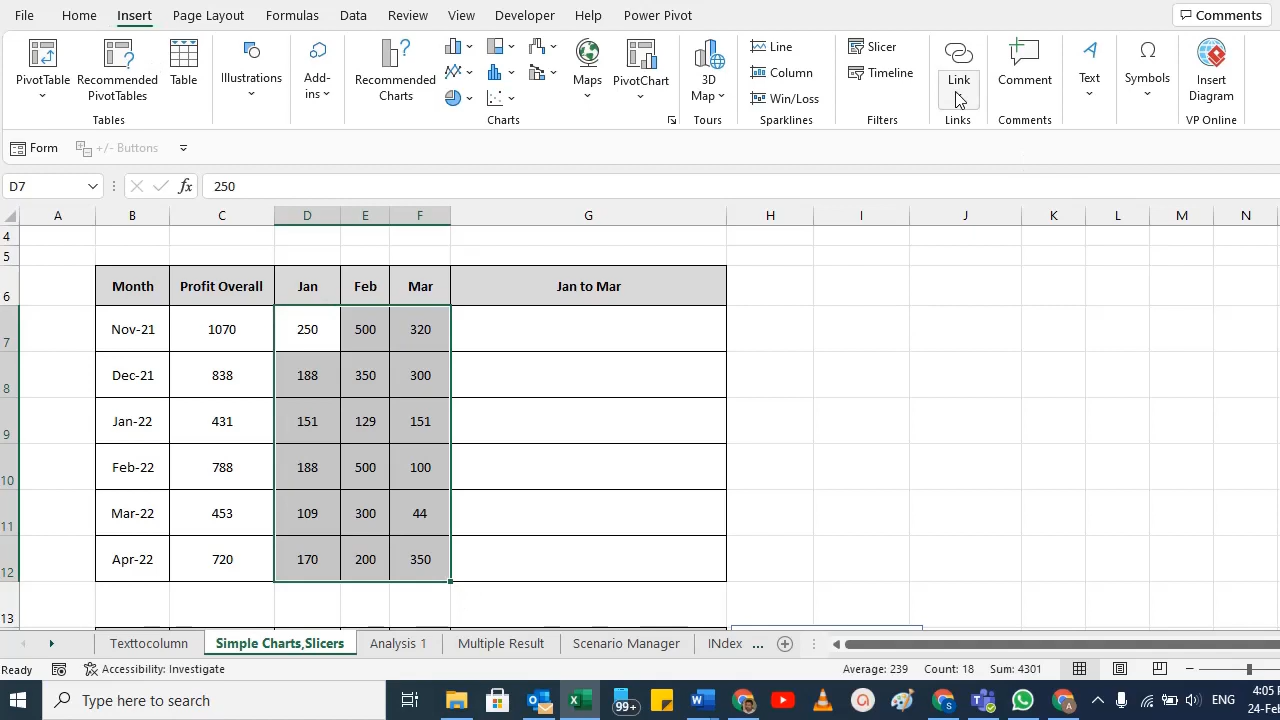 File Home Insert Page Layout Formulas Data Review View Developer Help Power Pivot Comments
PivotTable Recommended PivotTables Table Illustrations Add-ins Recommended Charts Maps PivotChart 3D Map Line Column Win/Loss Slicer Timeline Link Comment Text Symbols Insert Diagram
Tables Charts Tours Sparklines Filters Links Comments VP Online
Form +/- Buttons
D7 fx 250
A B C D E F G H I J K L M N
4
5
6 Month Profit Overall Jan Feb Mar Jan to Mar
7 Nov-21 1070 250 500 320
8 Dec-21 838 188 350 300
9 Jan-22 431 151 129 151
10 Feb-22 788 188 500 100
11 Mar-22 453 109 300 44
12 Apr-22 720 170 200 350
13
Texttocolumn Simple Charts,Slicers Analysis 1 Multiple Result Scenario Manager INdex ...
Ready Accessibility: Investigate Average: 239 Count: 18 Sum: 4301
Type here to search 99+ ENG 4:05
24-Feb